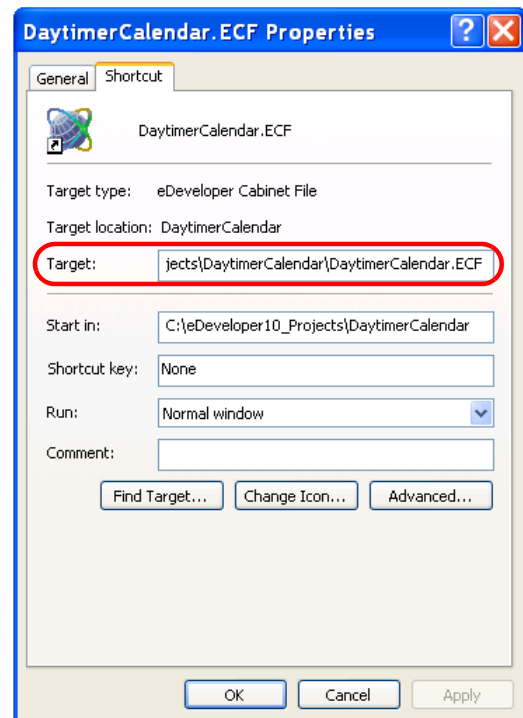 DaytimerCalendar.ECF Properties
General Shortcut
DaytimerCalendar.ECF
Target type: eDeveloper Cabinet File
Target location: DaytimerCalendar
Target: jects\DaytimerCalendar\DaytimerCalendar.ECF
Start in: C:\eDeveloper10_Projects\DaytimerCalendar
Shortcut key: None
Run: Normal window
Comment:
Find Target... Change Icon... Advanced...
OK Cancel Apply